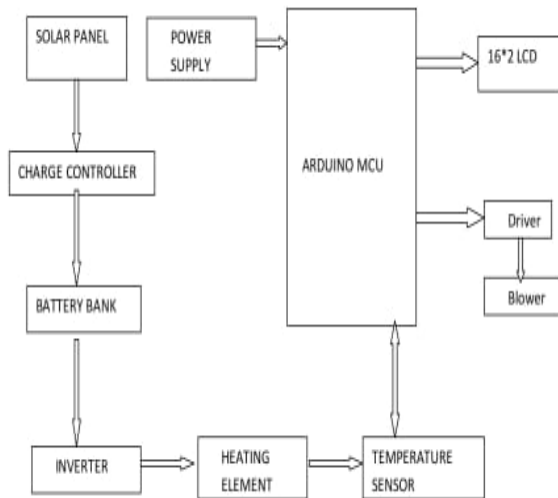 SOLAR PANEL
POWER
SUPPLY
16*2 LCD
ARDUINO MCU
CHARGE CONTROLLER
Driver
Blower
BATTERY BANK
INVERTER
HEATING
ELEMENT
TEMPERATURE
SENSOR